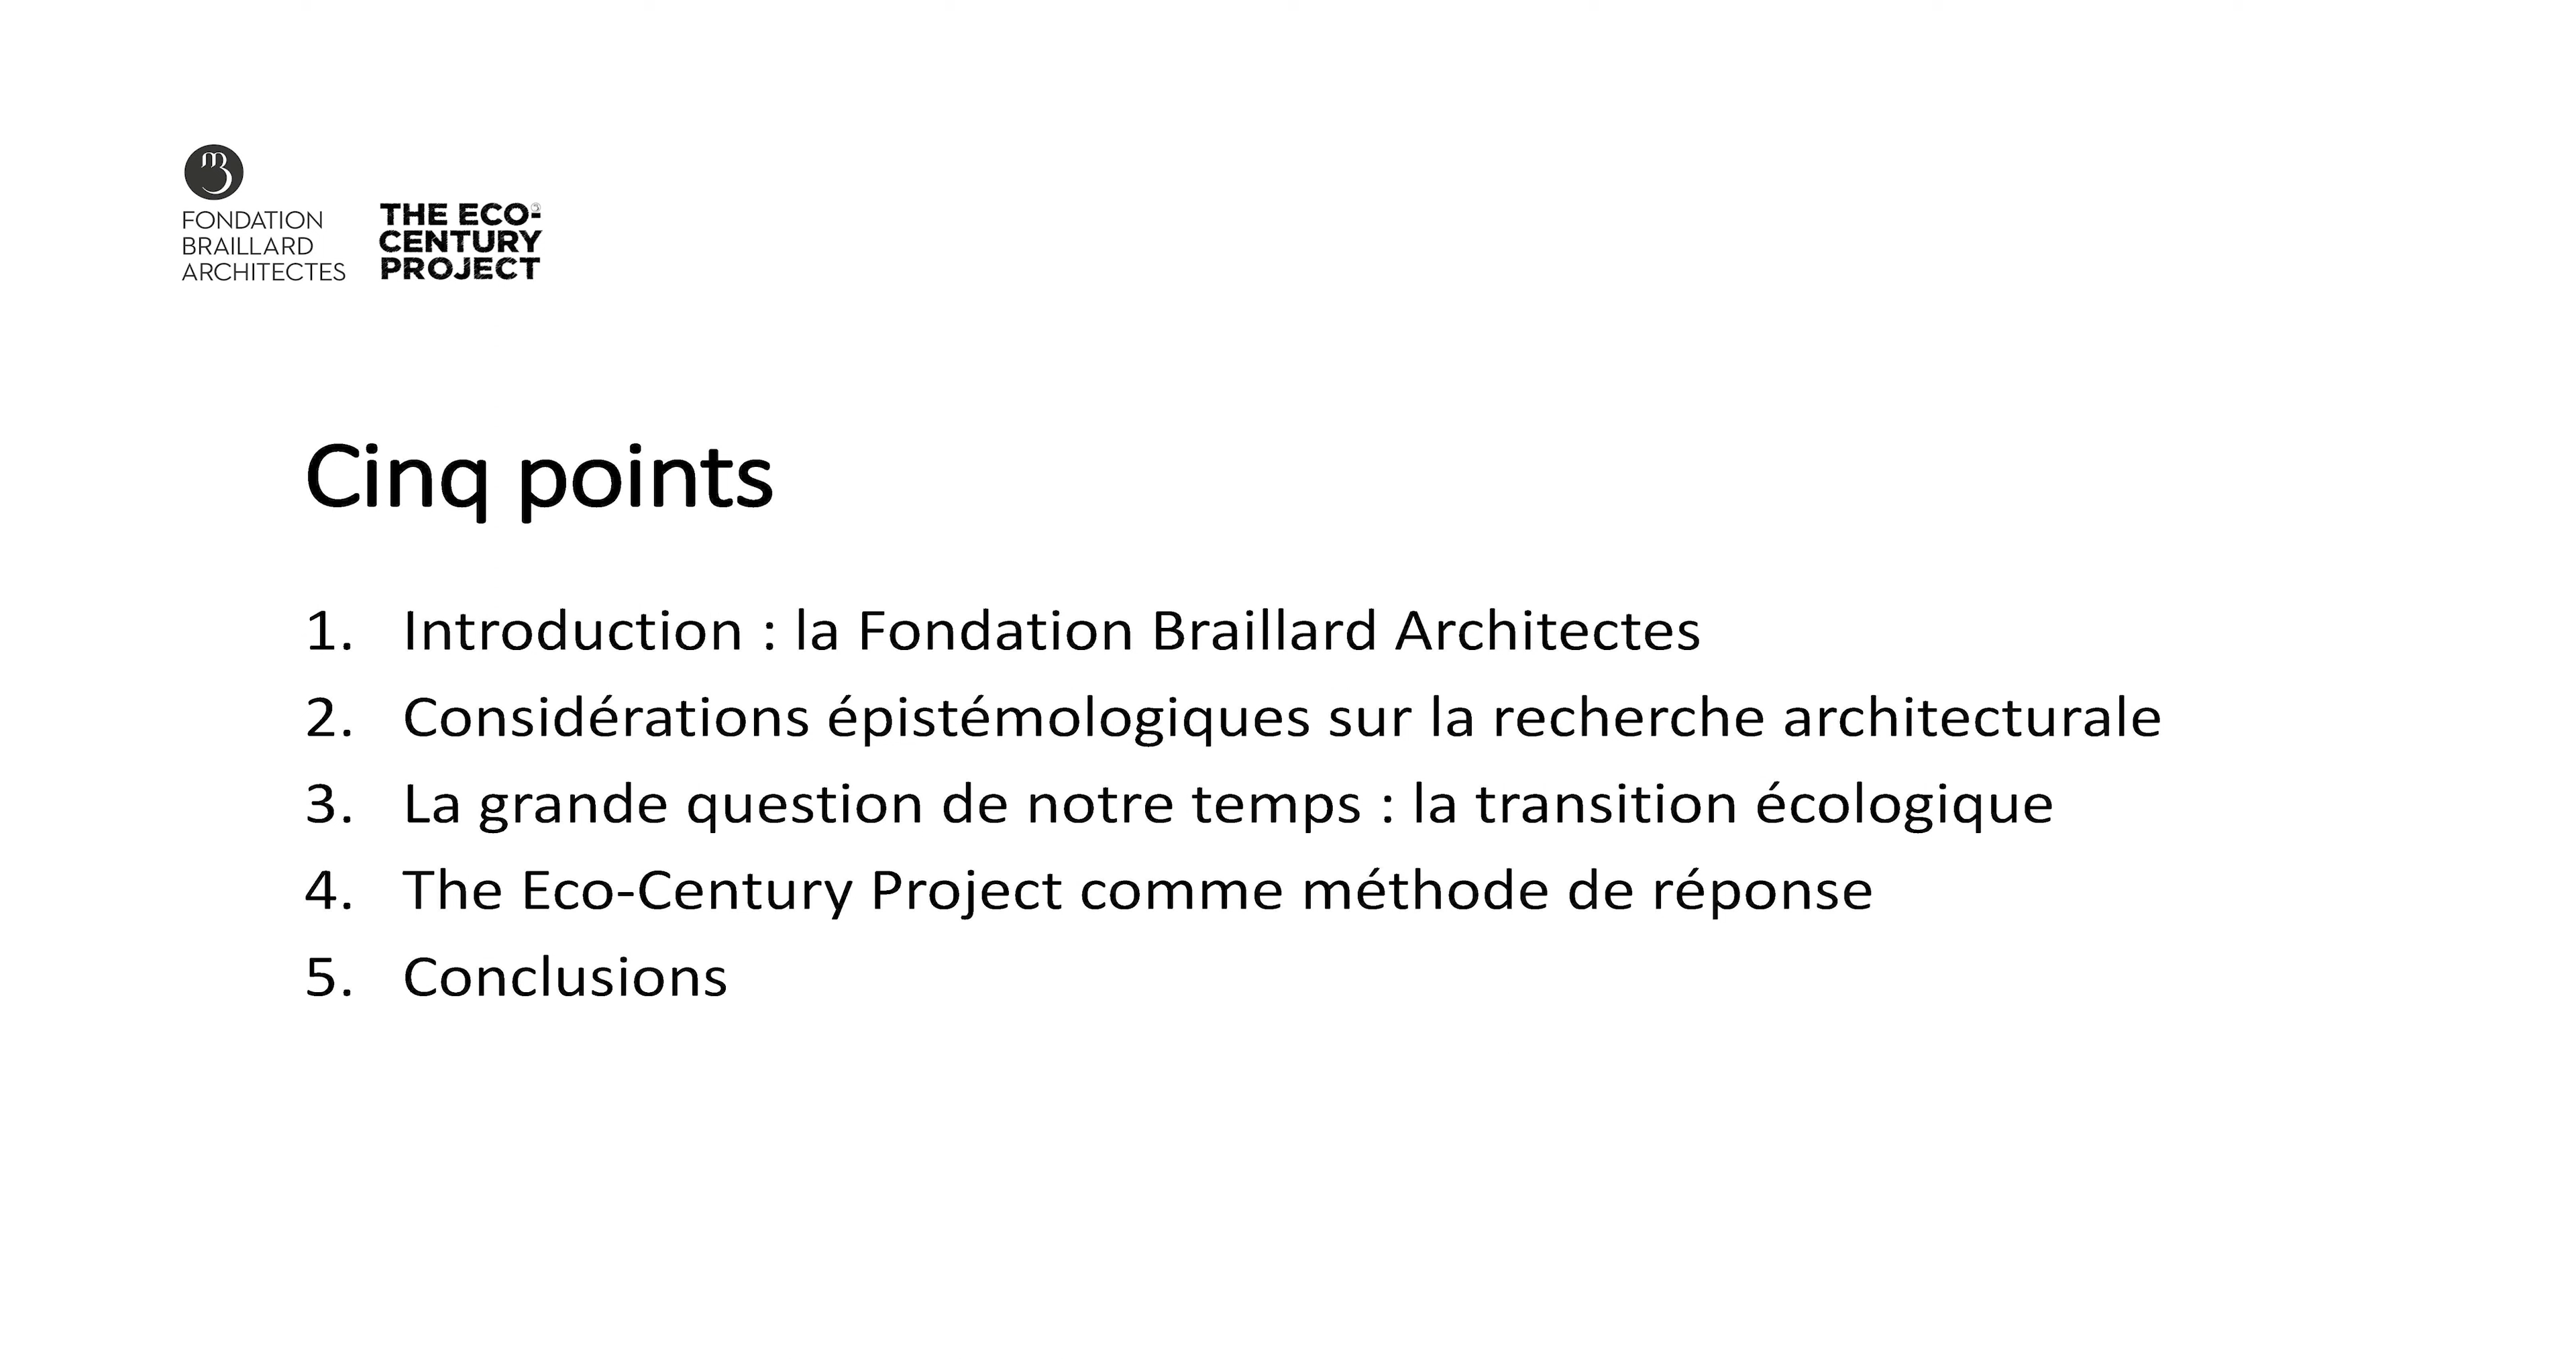 FONDATION
BRAILLARD
ARCHITECTES
THE ECO-
CENTURY
PROJECT
Cinq points
1. Introduction : la Fondation Braillard Architectes
2. Considérations épistémologiques sur la recherche architecturale
3. La grande question de notre temps : la transition écologique
4. The Eco-Century Project comme méthode de réponse
5. Conclusions